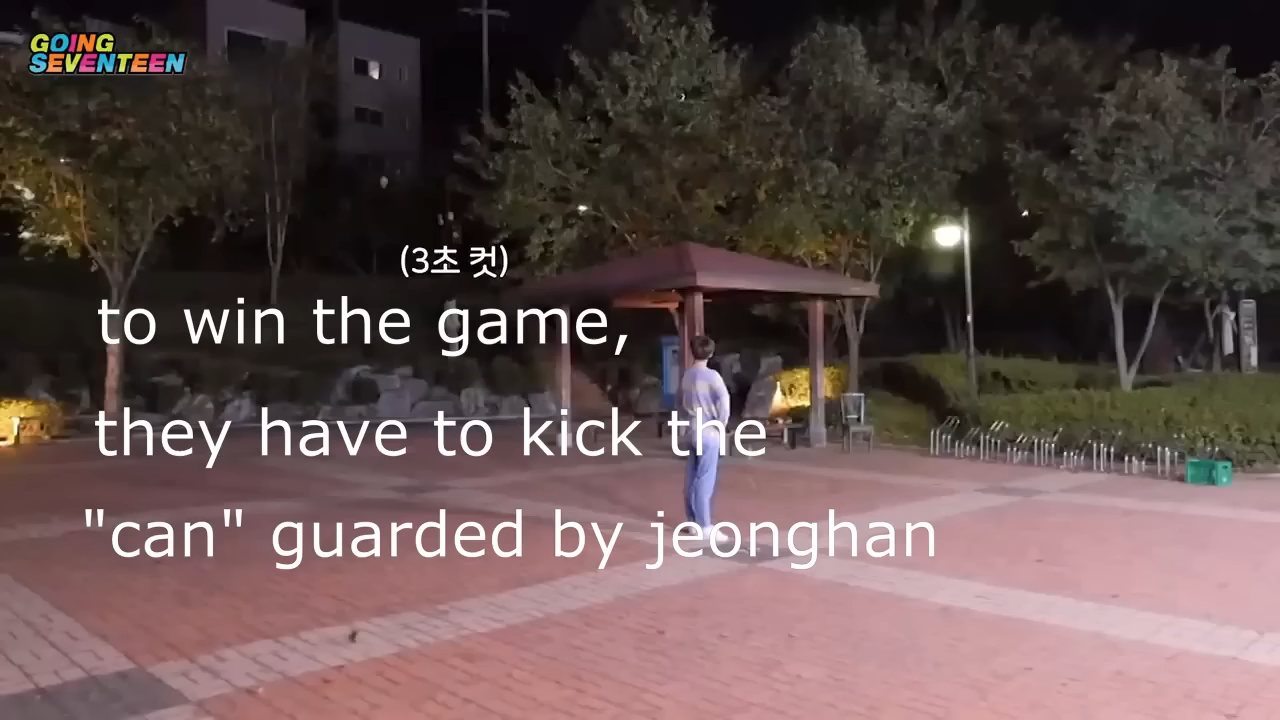 GOING
SEVENTEEN
(3초 컷)
to win the game,
they have to kick the
"can" guarded by jeonghan